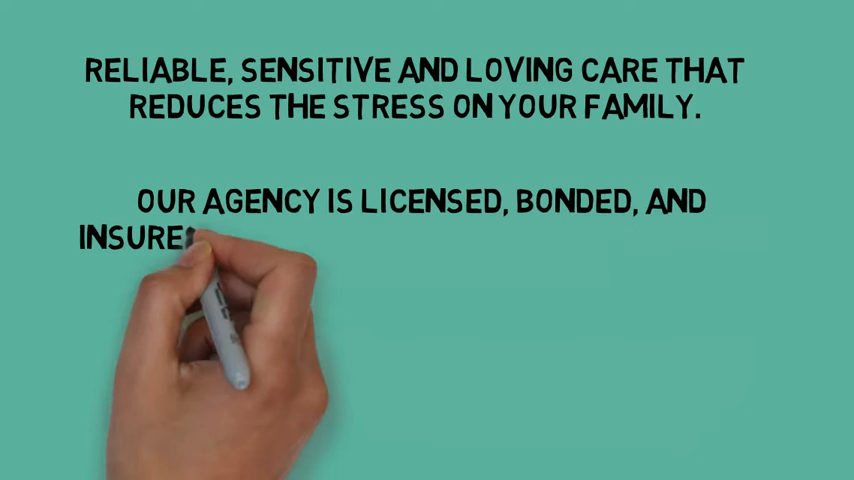 RELIABLE, SENSITIVE AND LOVING CARE THAT
REDUCES THE STRESS ON YOUR FAMILY.
OUR AGENCY IS LICENSED, BONDED, AND
INSURE